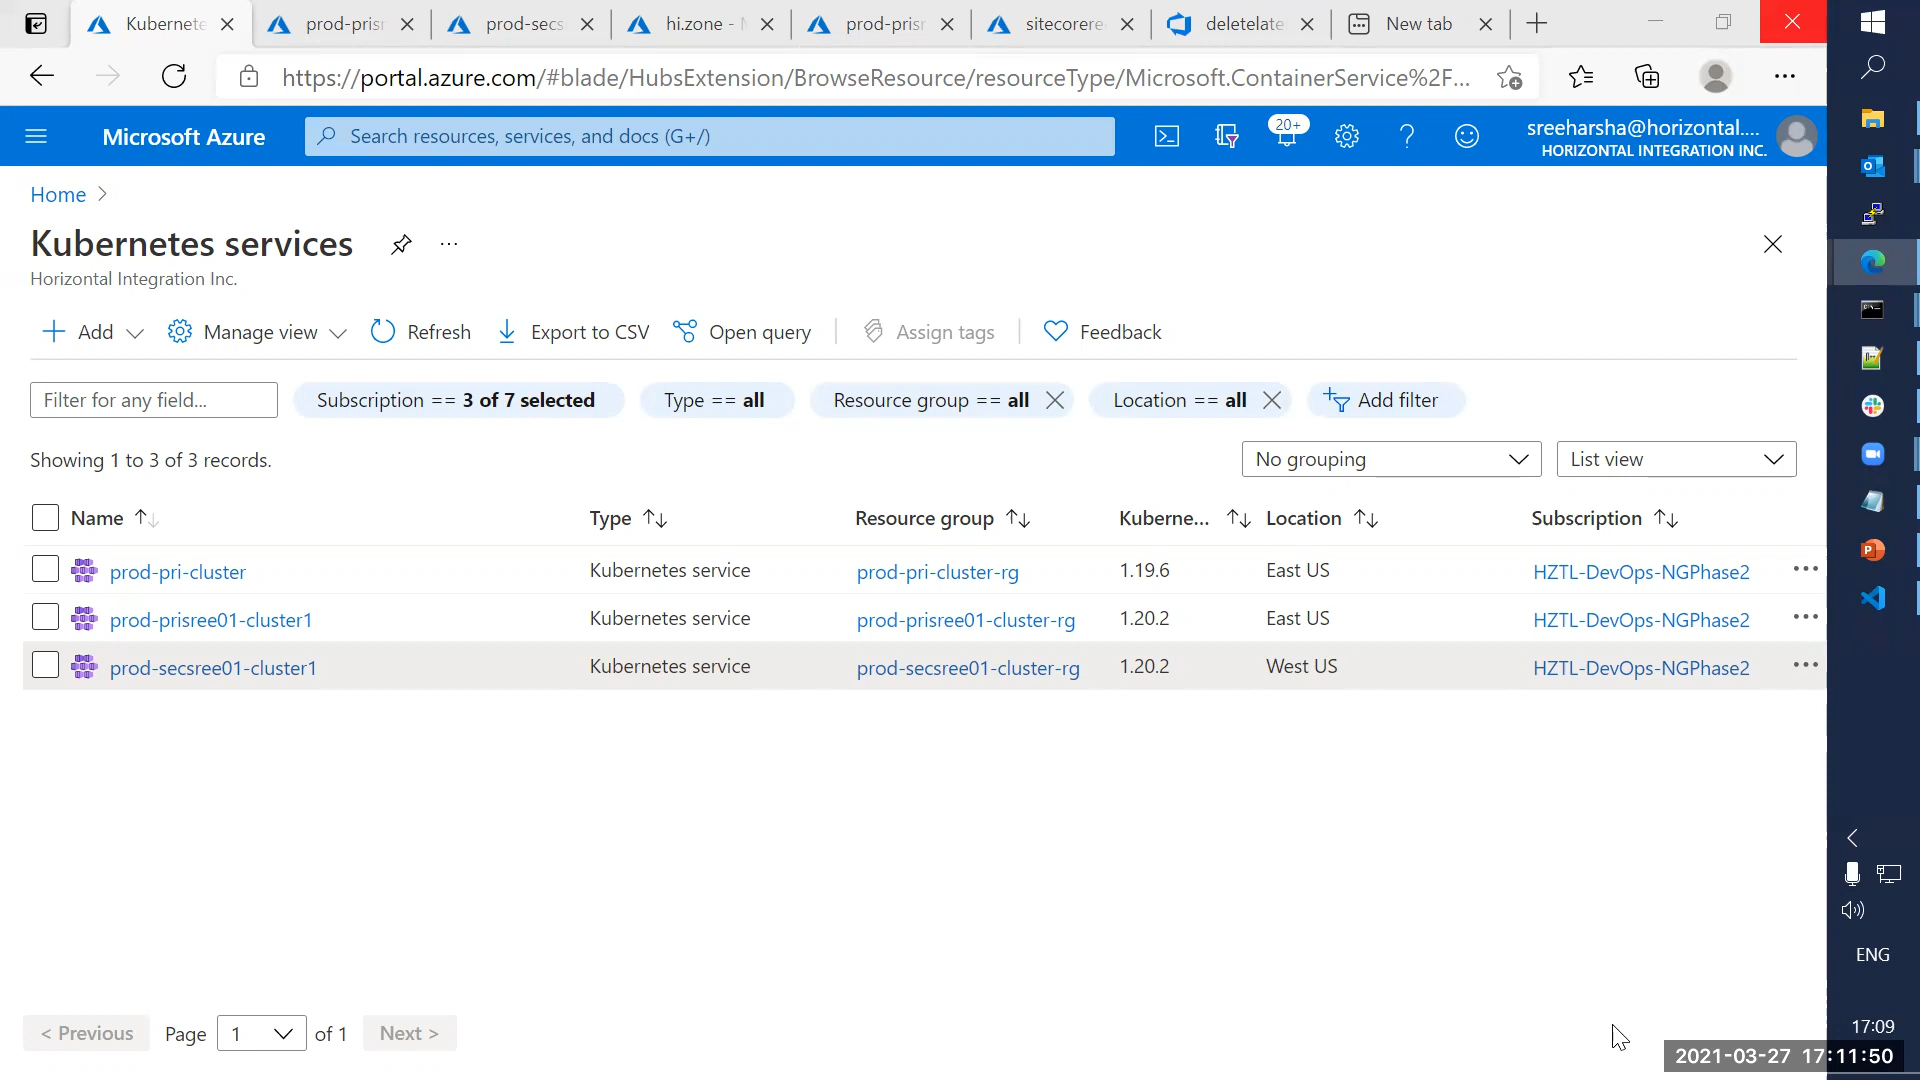 Kubernete
prod-prisr
prod-secs
hi.zone -
prod-prisr
sitecorere
deletelate
New tab
https://portal.azure.com/#blade/HubsExtension/BrowseResource/resourceType/Microsoft.ContainerService%2F...
Microsoft Azure
Search resources, services, and docs (G+/)
20+
sreeharsha@horizontal....
HORIZONTAL INTEGRATION INC.
Home
Kubernetes services
Horizontal Integration Inc.
Add
Manage view
Refresh
Export to CSV
Open query
Assign tags
Feedback
Filter for any field...
Subscription == 3 of 7 selected
Type == all
Resource group == all
Location == all
Add filter
Showing 1 to 3 of 3 records.
No grouping
List view
Name Type Resource group Kuberne... Location Subscription
prod-pri-cluster Kubernetes service prod-pri-cluster-rg 1.19.6 East US HZTL-DevOps-NGPhase2
prod-prisree01-cluster1 Kubernetes service prod-prisree01-cluster-rg 1.20.2 East US HZTL-DevOps-NGPhase2
prod-secsree01-cluster1 Kubernetes service prod-secsree01-cluster-rg 1.20.2 West US HZTL-DevOps-NGPhase2
< Previous Page 1 of 1 Next >
ENG
17:09
2021-03-27 17:11:50